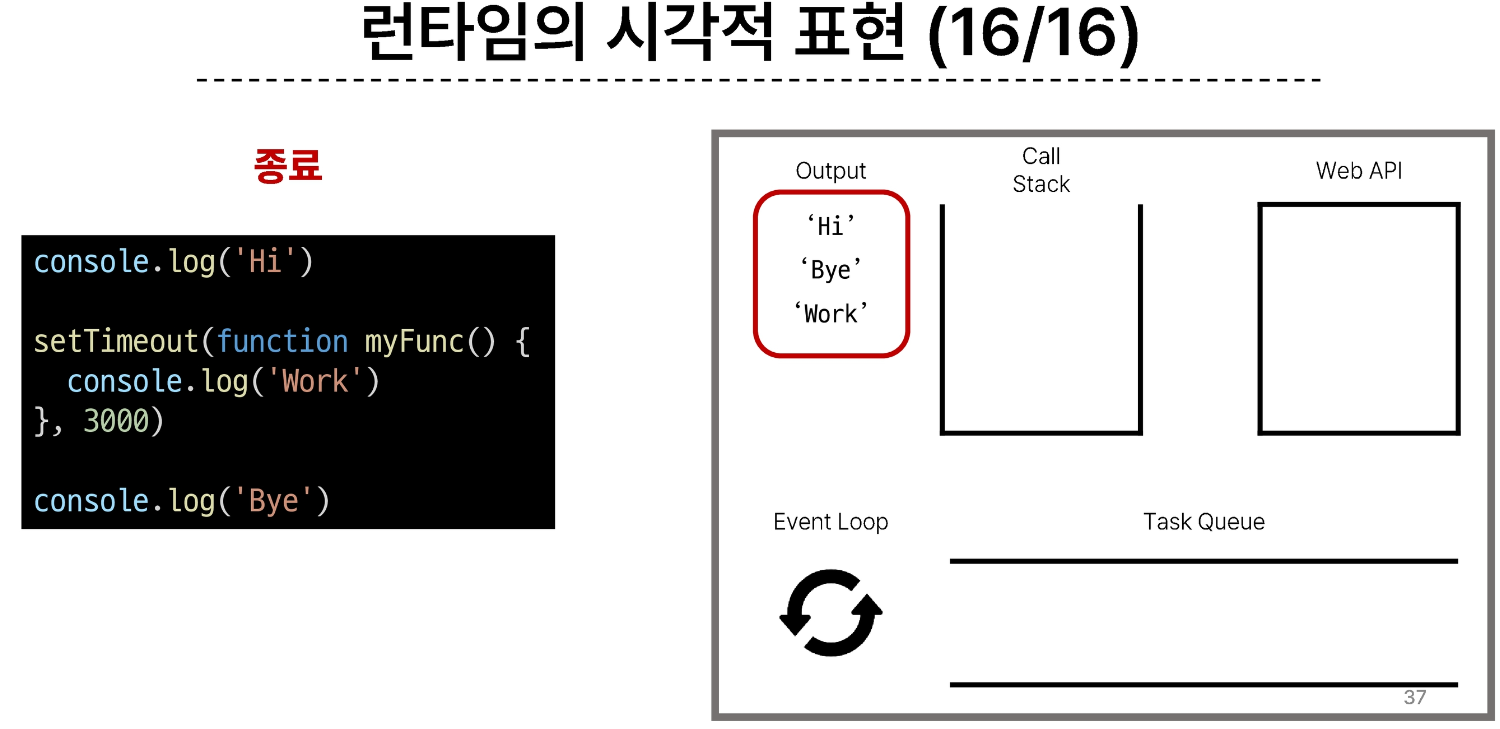 런타임의 시각적 표현 (16/16)
종료
console.log('Hi')
setTimeout(function myFunc() {
  console.log('Work')
}, 3000)
console.log('Bye')
Output
‘Hi’
‘Bye’
‘Work’
Call
Stack
Web API
Event Loop
Task Queue
37